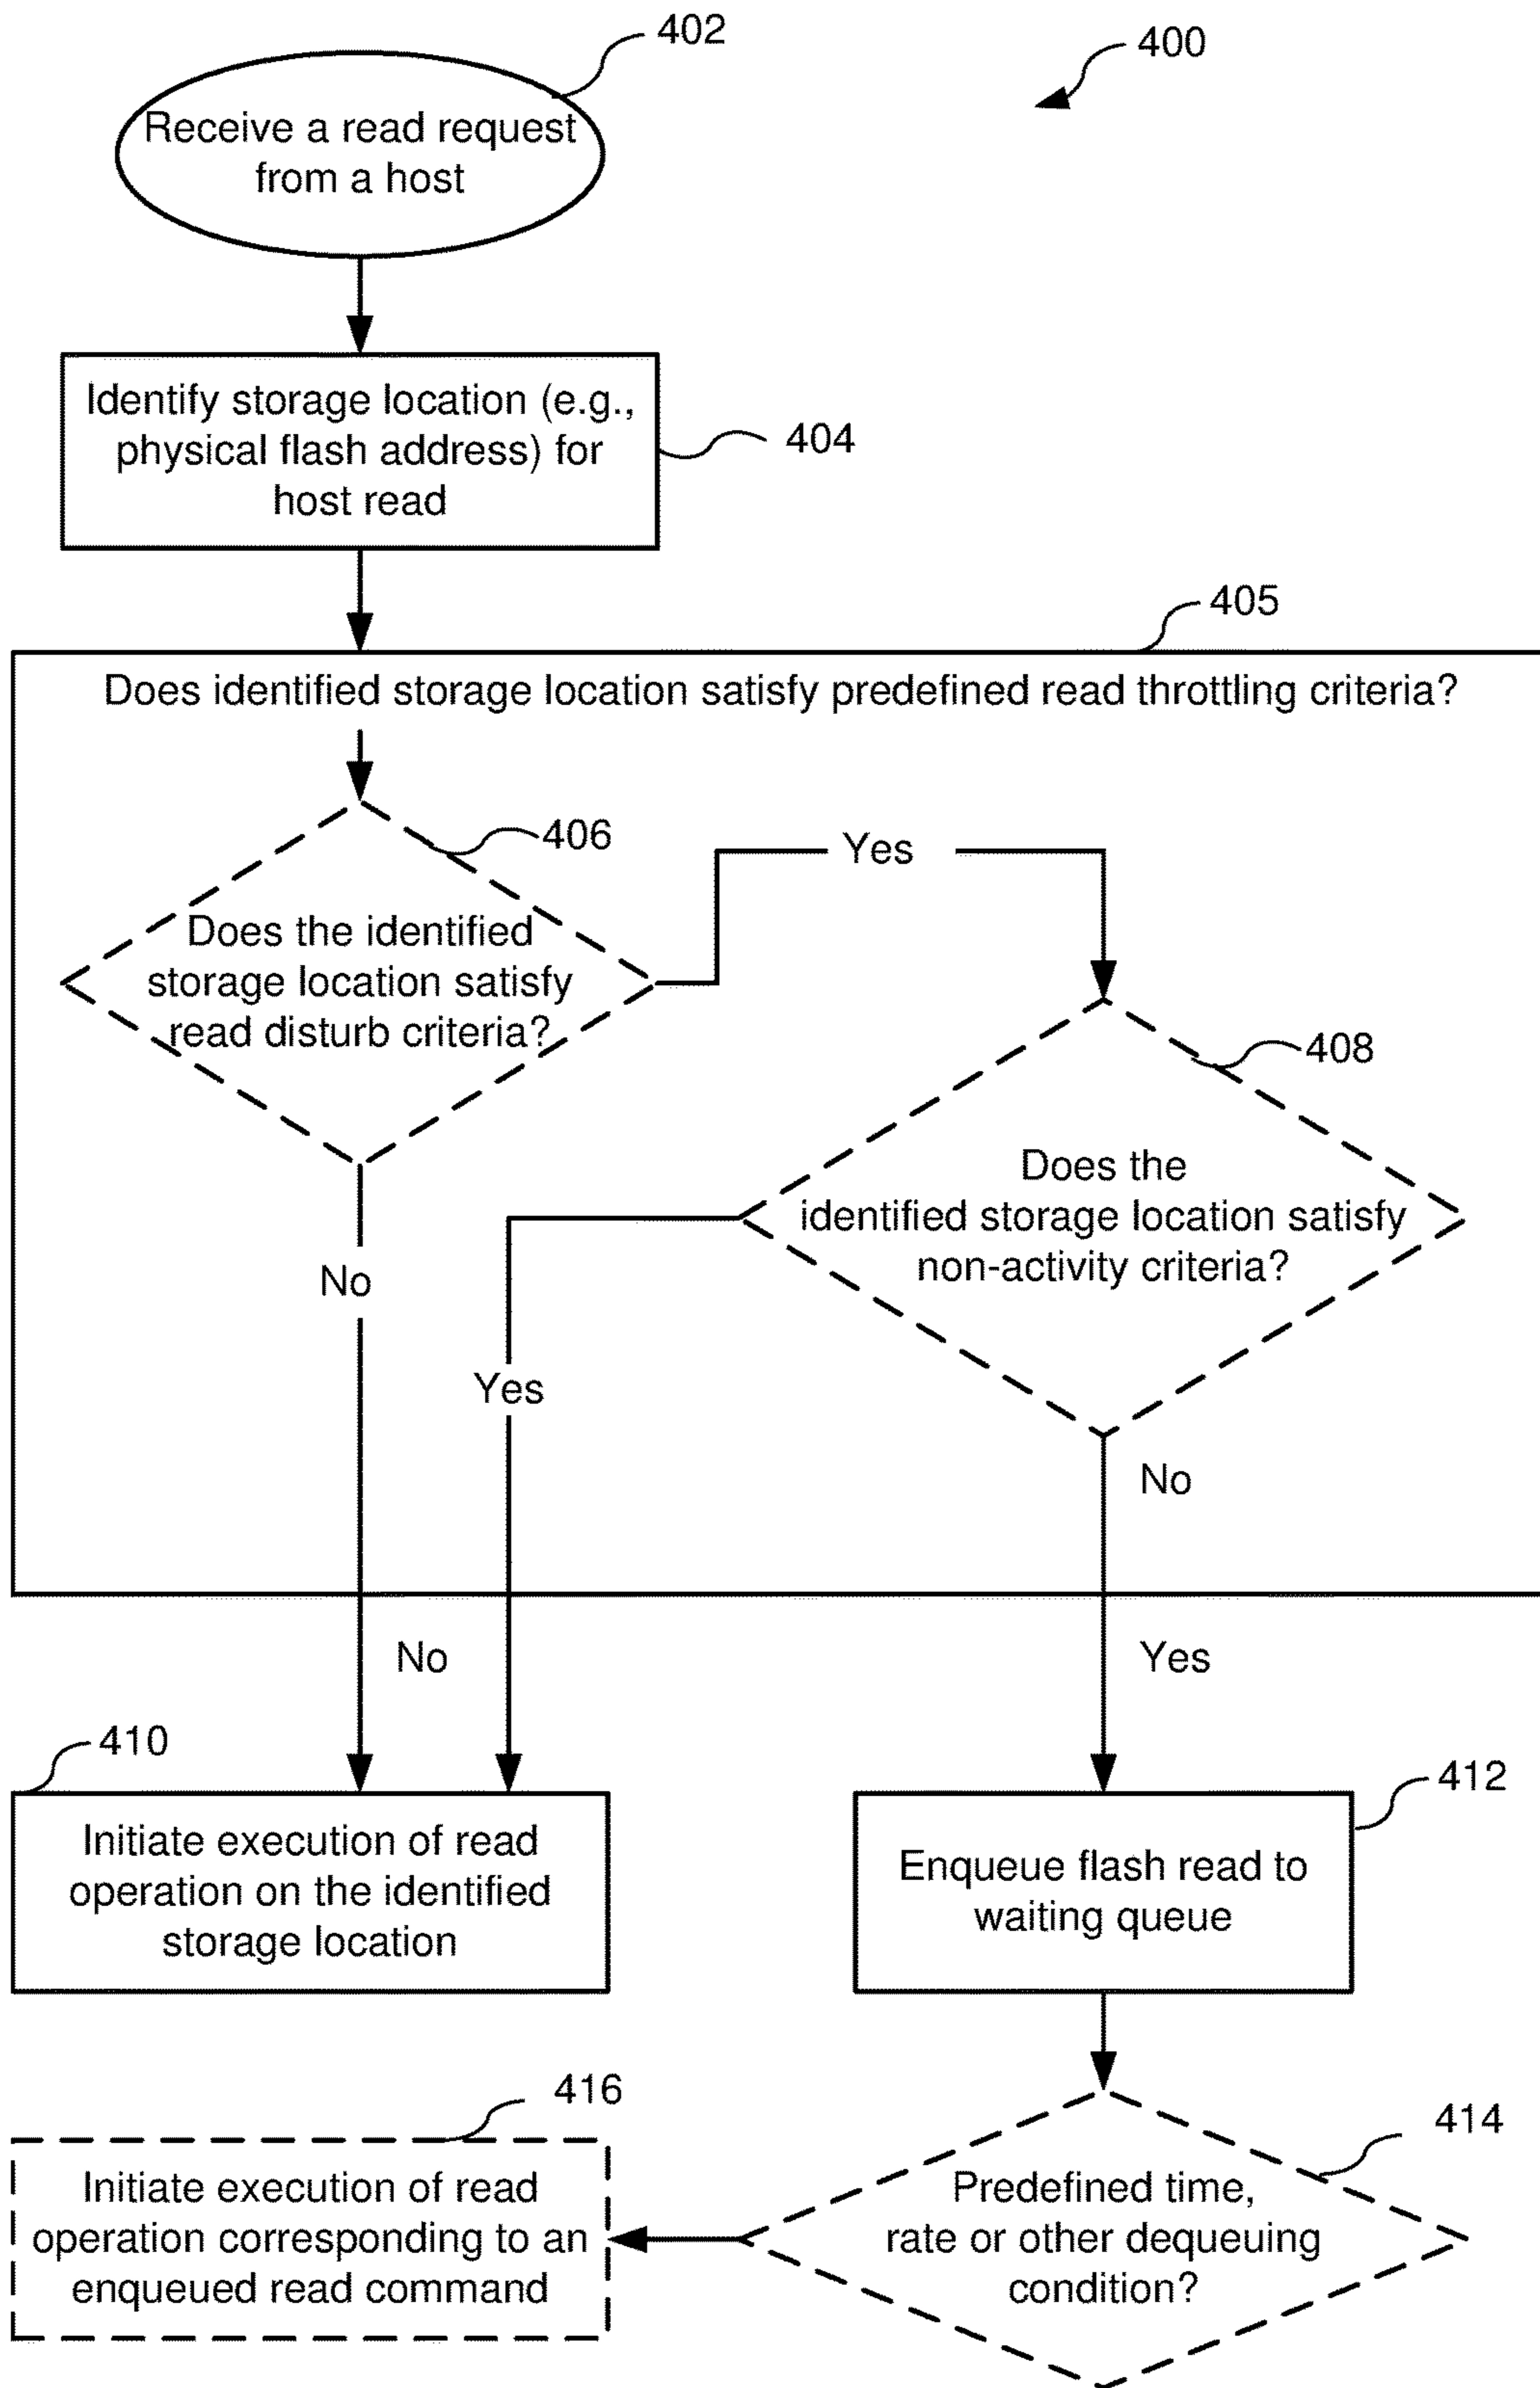 402
400
Receive a read request
from a host
Identify storage location (e.g.,
physical flash address) for
host read
404
405
Does identified storage location satisfy predefined read throttling criteria?
406
Yes
Does the identified
storage location satisfy
read disturb criteria?
408
Does the
identified storage location satisfy
non-activity criteria?
No
Yes
No
No
Yes
410
412
Initiate execution of read
operation on the identified
storage location
Enqueue flash read to
waiting queue
416
414
Initiate execution of read
operation corresponding to an
enqueued read command
Predefined time,
rate or other dequeuing
condition?